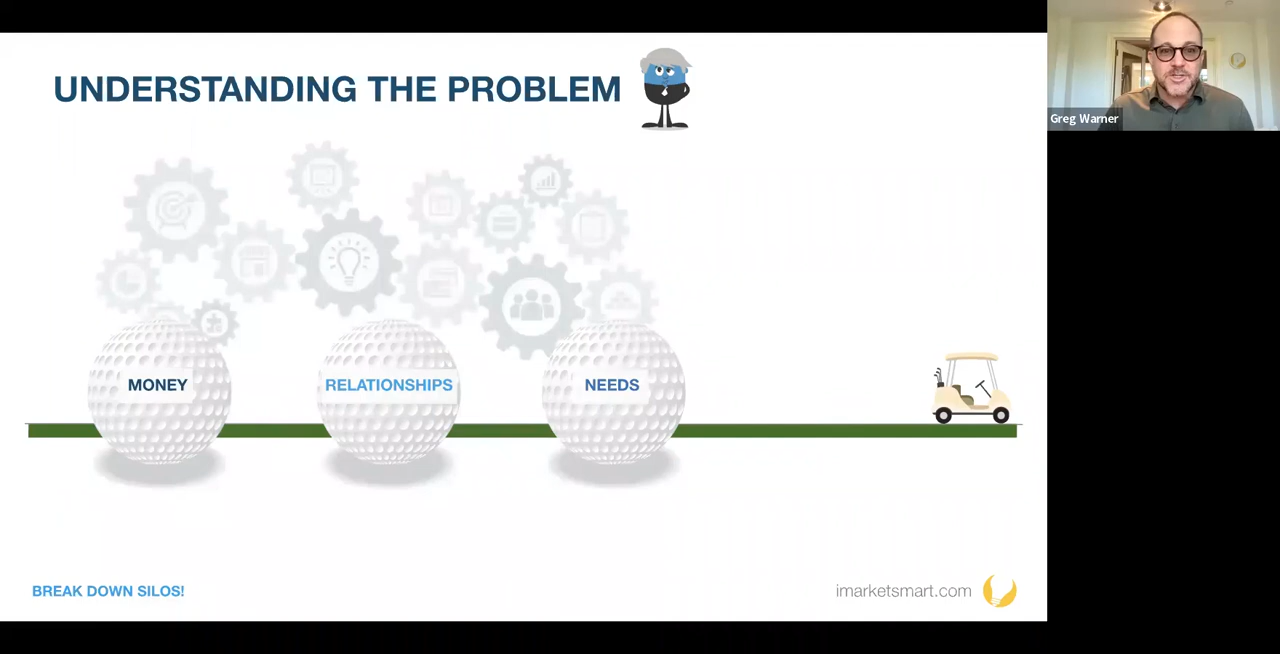 UNDERSTANDING THE PROBLEM
Greg Warner
MONEY
RELATIONSHIPS
NEEDS
BREAK DOWN SILOS!
imarketsmart.com